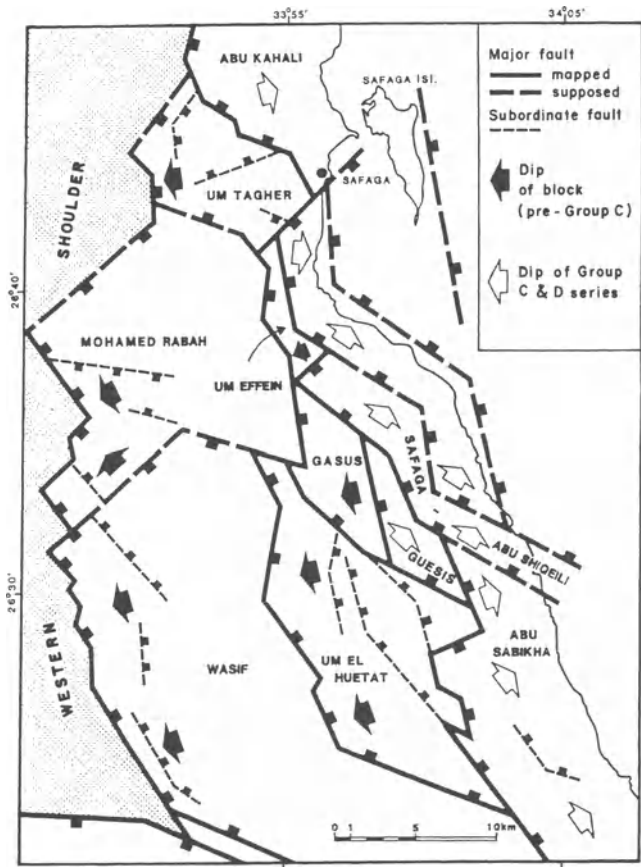 33°55'
34°05'
ABU KAHALI
SAFAGA ISL.
Major fault
mapped
supposed
Subordinate fault
SHOULDER
UM TAGHER
SAFAGA
Dip
of block
(pre-Group C)
26°40'
Dip of Group
C & D series
MOHAMED RABAH
UM EFFEIN
GASUS
SAFAGA
ABU SHIQEILI
GUESIS
26°30'
WESTERN
WASIF
UM EL
HUETAT
ABU
SABIKHA
0 1 5 10km